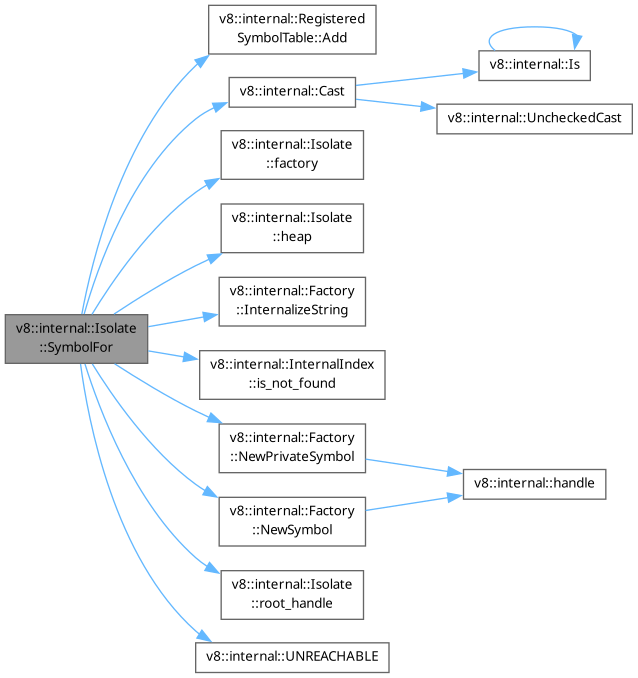 v8::internal::Registered
SymbolTable::Add
v8::internal::Cast
v8::internal::Is
v8::internal::UncheckedCast
v8::internal::Isolate
::factory
v8::internal::Isolate
::heap
v8::internal::Factory
::InternalizeString
v8::internal::Isolate
::SymbolFor
v8::internal::InternalIndex
::is_not_found
v8::internal::Factory
::NewPrivateSymbol
v8::internal::handle
v8::internal::Factory
::NewSymbol
v8::internal::Isolate
::root_handle
v8::internal::UNREACHABLE